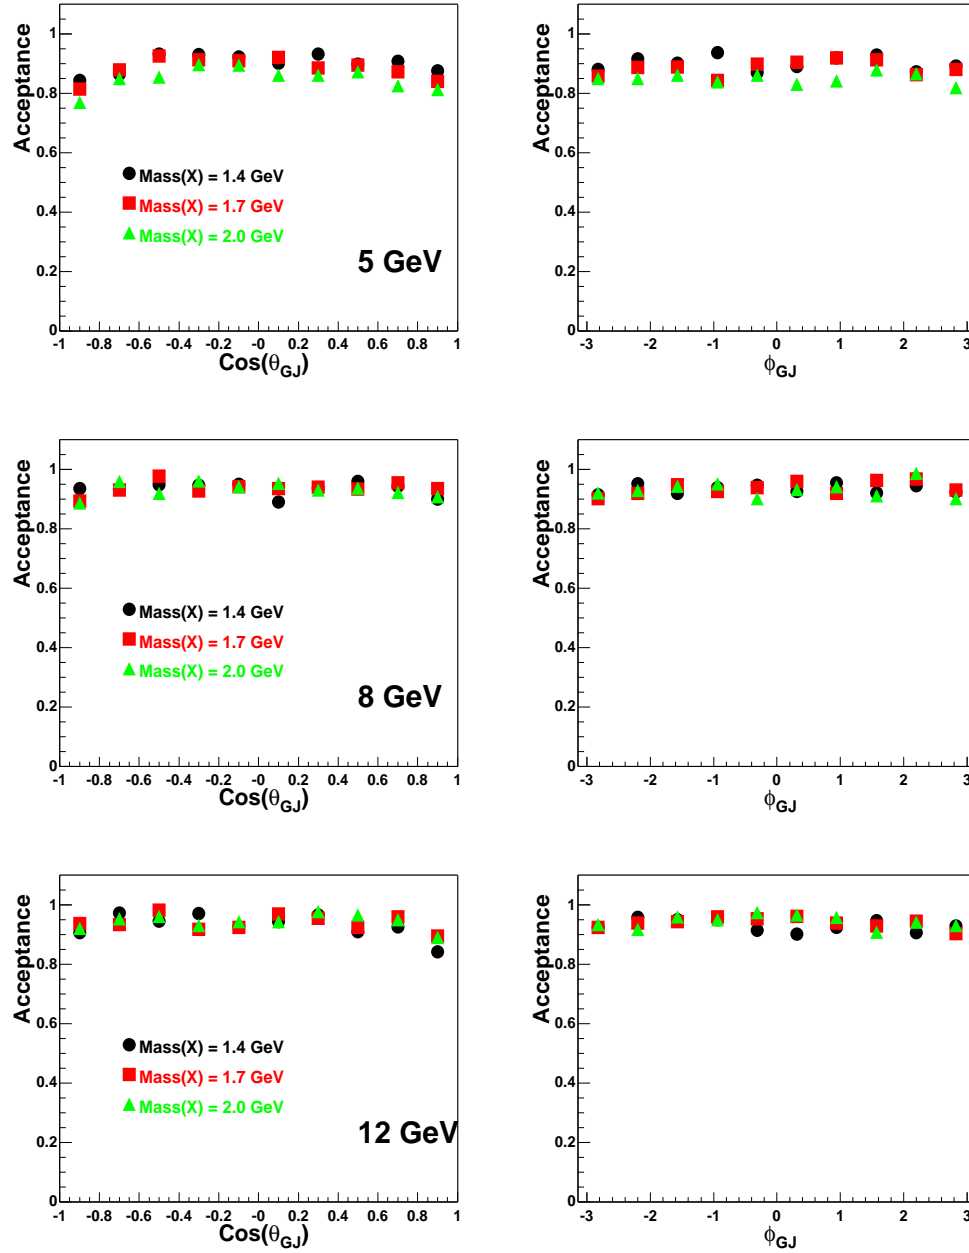 Acceptance
1
0.8
0.6
0.4
0.2
0
Mass(X) = 1.4 GeV
Mass(X) = 1.7 GeV
Mass(X) = 2.0 GeV
5 GeV
-1 -0.8 -0.6 -0.4 -0.2 -0 0.2 0.4 0.6 0.8 1
Cos(θGJ)
Acceptance
1
0.8
0.6
0.4
0.2
0
-3 -2 -1 0 1 2 3
ϕGJ
Acceptance
1
0.8
0.6
0.4
0.2
0
Mass(X) = 1.4 GeV
Mass(X) = 1.7 GeV
Mass(X) = 2.0 GeV
8 GeV
-1 -0.8 -0.6 -0.4 -0.2 -0 0.2 0.4 0.6 0.8 1
Cos(θGJ)
Acceptance
1
0.8
0.6
0.4
0.2
0
-3 -2 -1 0 1 2 3
ϕGJ
Acceptance
1
0.8
0.6
0.4
0.2
0
Mass(X) = 1.4 GeV
Mass(X) = 1.7 GeV
Mass(X) = 2.0 GeV
12 GeV
-1 -0.8 -0.6 -0.4 -0.2 -0 0.2 0.4 0.6 0.8 1
Cos(θGJ)
Acceptance
1
0.8
0.6
0.4
0.2
0
-3 -2 -1 0 1 2 3
ϕGJ